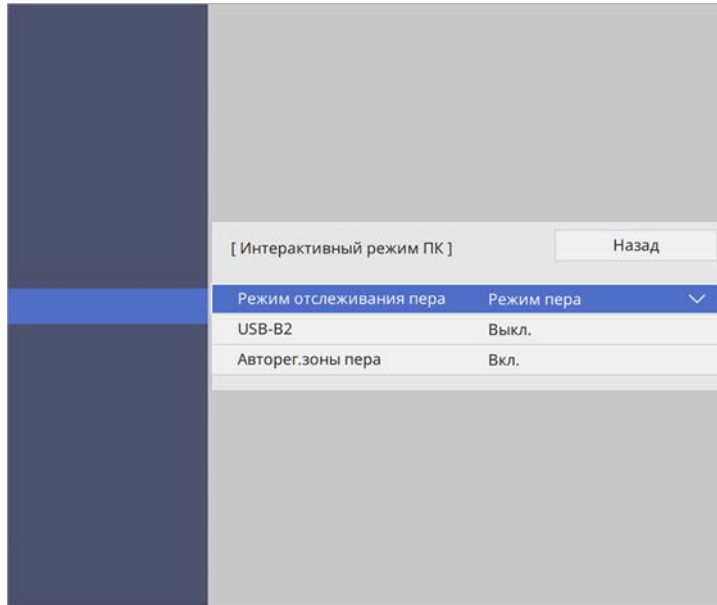 [ Интерактивный режим ПК ] Назад
Режим отслеживания пера Режим пера
USB-B2 Выкл.
Авторег.зоны пера Вкл.